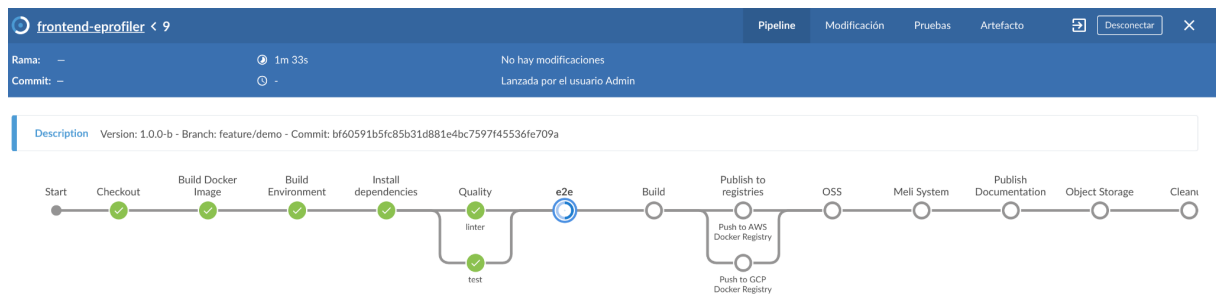 frontend-eprofiler < 9
Pipeline Modificación Pruebas Artefacto Desconectar
Rama: — 1m 33s No hay modificaciones
Commit: — - Lanzada por el usuario Admin
Description Version: 1.0.0-b - Branch: feature/demo - Commit: bf60591b5fc85b31d881e4bc7597f45536fe709a
Start
Checkout
Build Docker
Image
Build
Environment
Install
dependencies
Quality
linter
test
e2e
Build
Publish to
registries
Push to AWS
Docker Registry
Push to GCP
Docker Registry
OSS
Meli System
Publish
Documentation
Object Storage